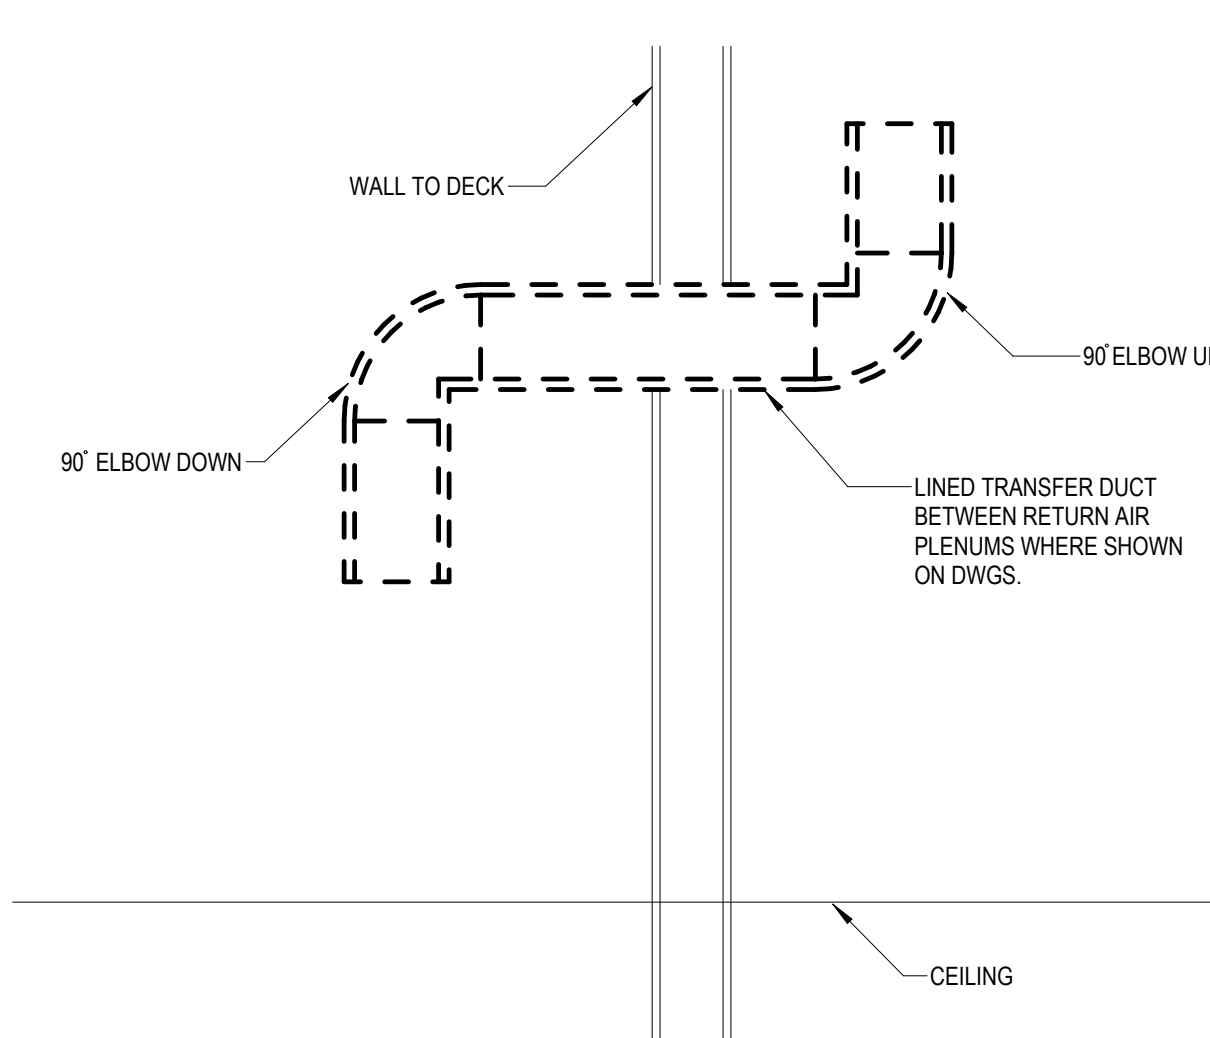 WALL TO DECK
90° ELBOW U
90° ELBOW DOWN
LINED TRANSFER DUCT
BETWEEN RETURN AIR
PLENUMS WHERE SHOWN
ON DWGS.
CEILING